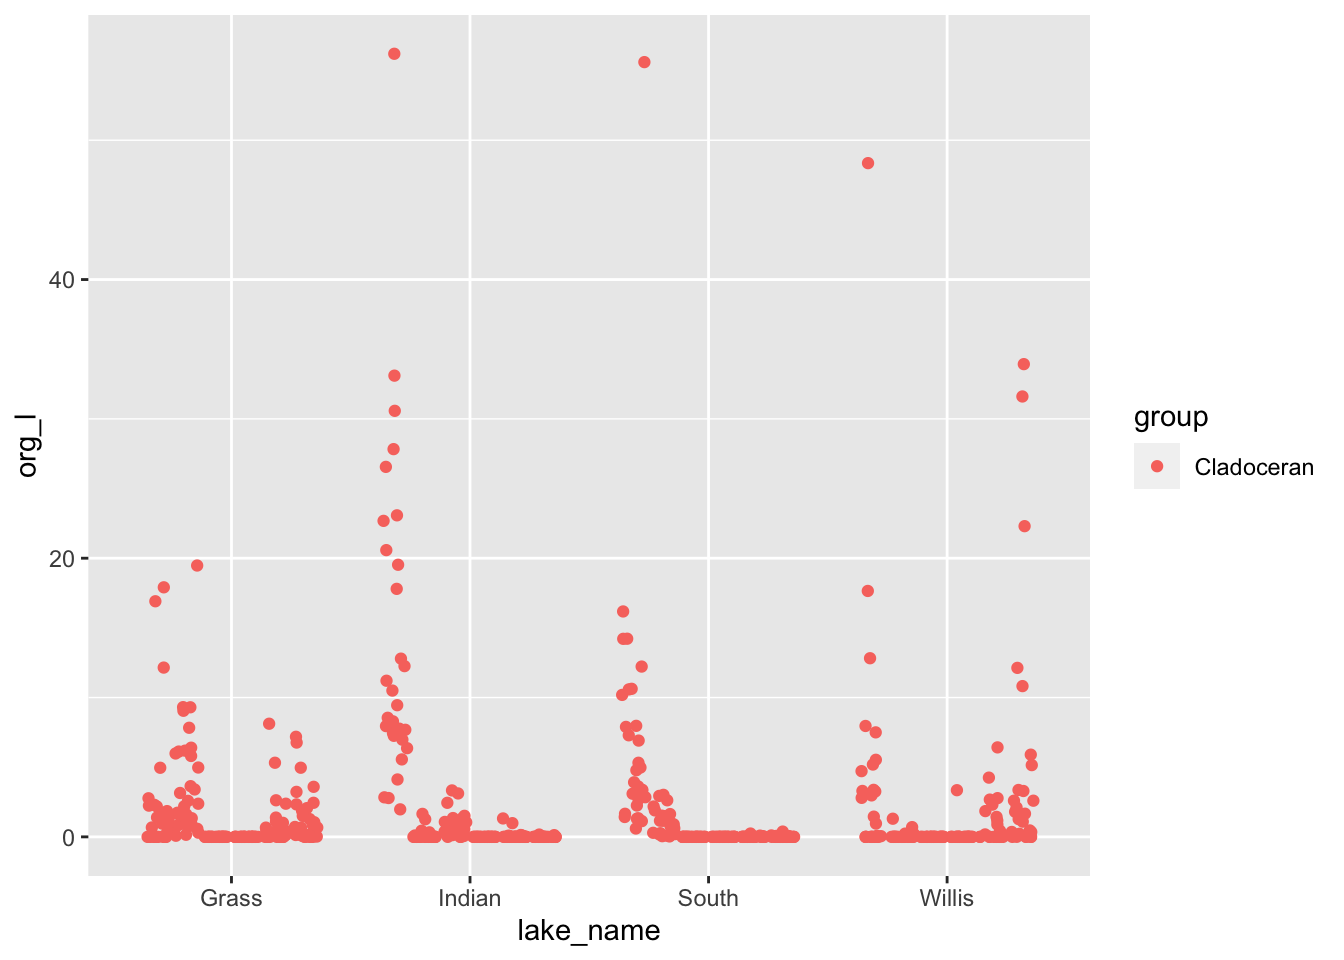 org_l
40
20
0
Grass
Indian
South
Willis
lake_name
group
Cladoceran